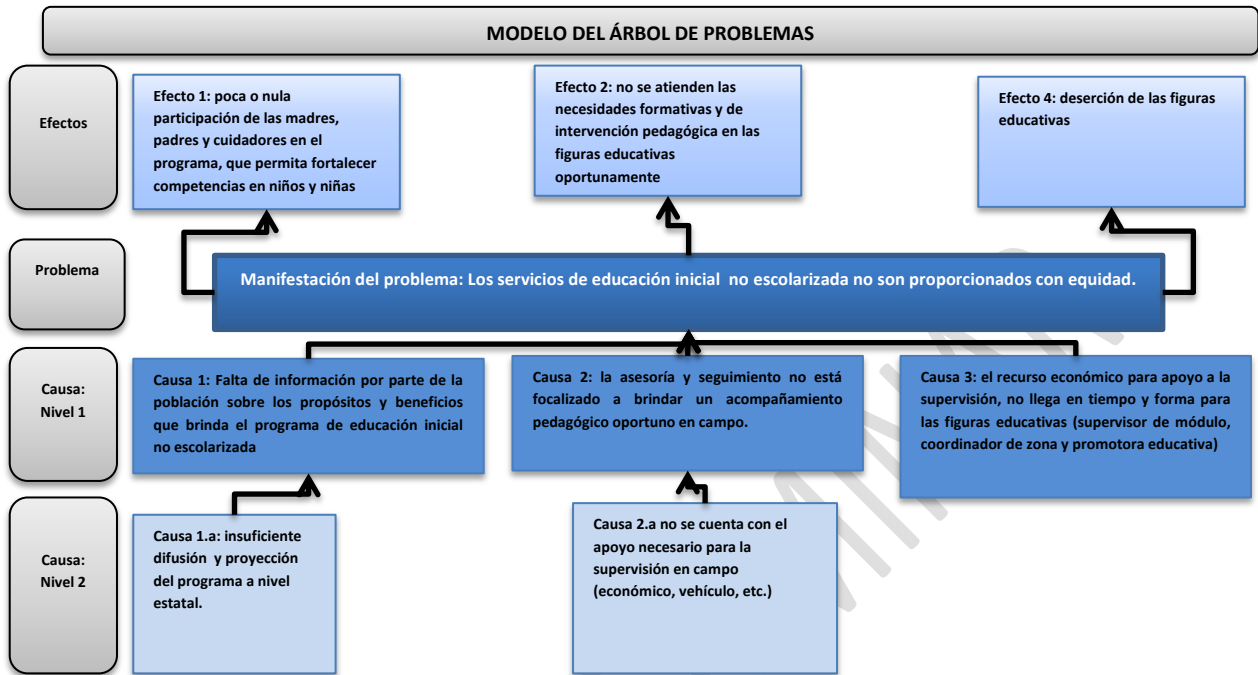 MODELO DEL ÁRBOL DE PROBLEMAS
Efectos
Efecto 1: poca o nula
participación de las madres,
padres y cuidadores en el
programa, que permita fortalecer
competencias en niños y niñas
Efecto 2: no se atienden las
necesidades formativas y de
intervención pedagógica en las
figuras educativas
oportunamente
Efecto 4: deserción de las figuras
educativas
Problema
Manifestación del problema: Los servicios de educación inicial  no escolarizada no son proporcionados con equidad.
Causa:
Nivel 1
Causa 1: Falta de información por parte de la
población sobre los propósitos y beneficios
que brinda el programa de educación inicial
no escolarizada
Causa 2: la asesoría y seguimiento no está
focalizado a brindar un acompañamiento
pedagógico oportuno en campo.
Causa 3: el recurso económico para apoyo a la
supervisión, no llega en tiempo y forma para
las figuras educativas (supervisor de módulo,
coordinador de zona y promotora educativa)
Causa:
Nivel 2
Causa 1.a: insuficiente
difusión  y proyección
del programa a nivel
estatal.
Causa 2.a no se cuenta con el
apoyo necesario para la
supervisión en campo
(económico, vehículo, etc.)